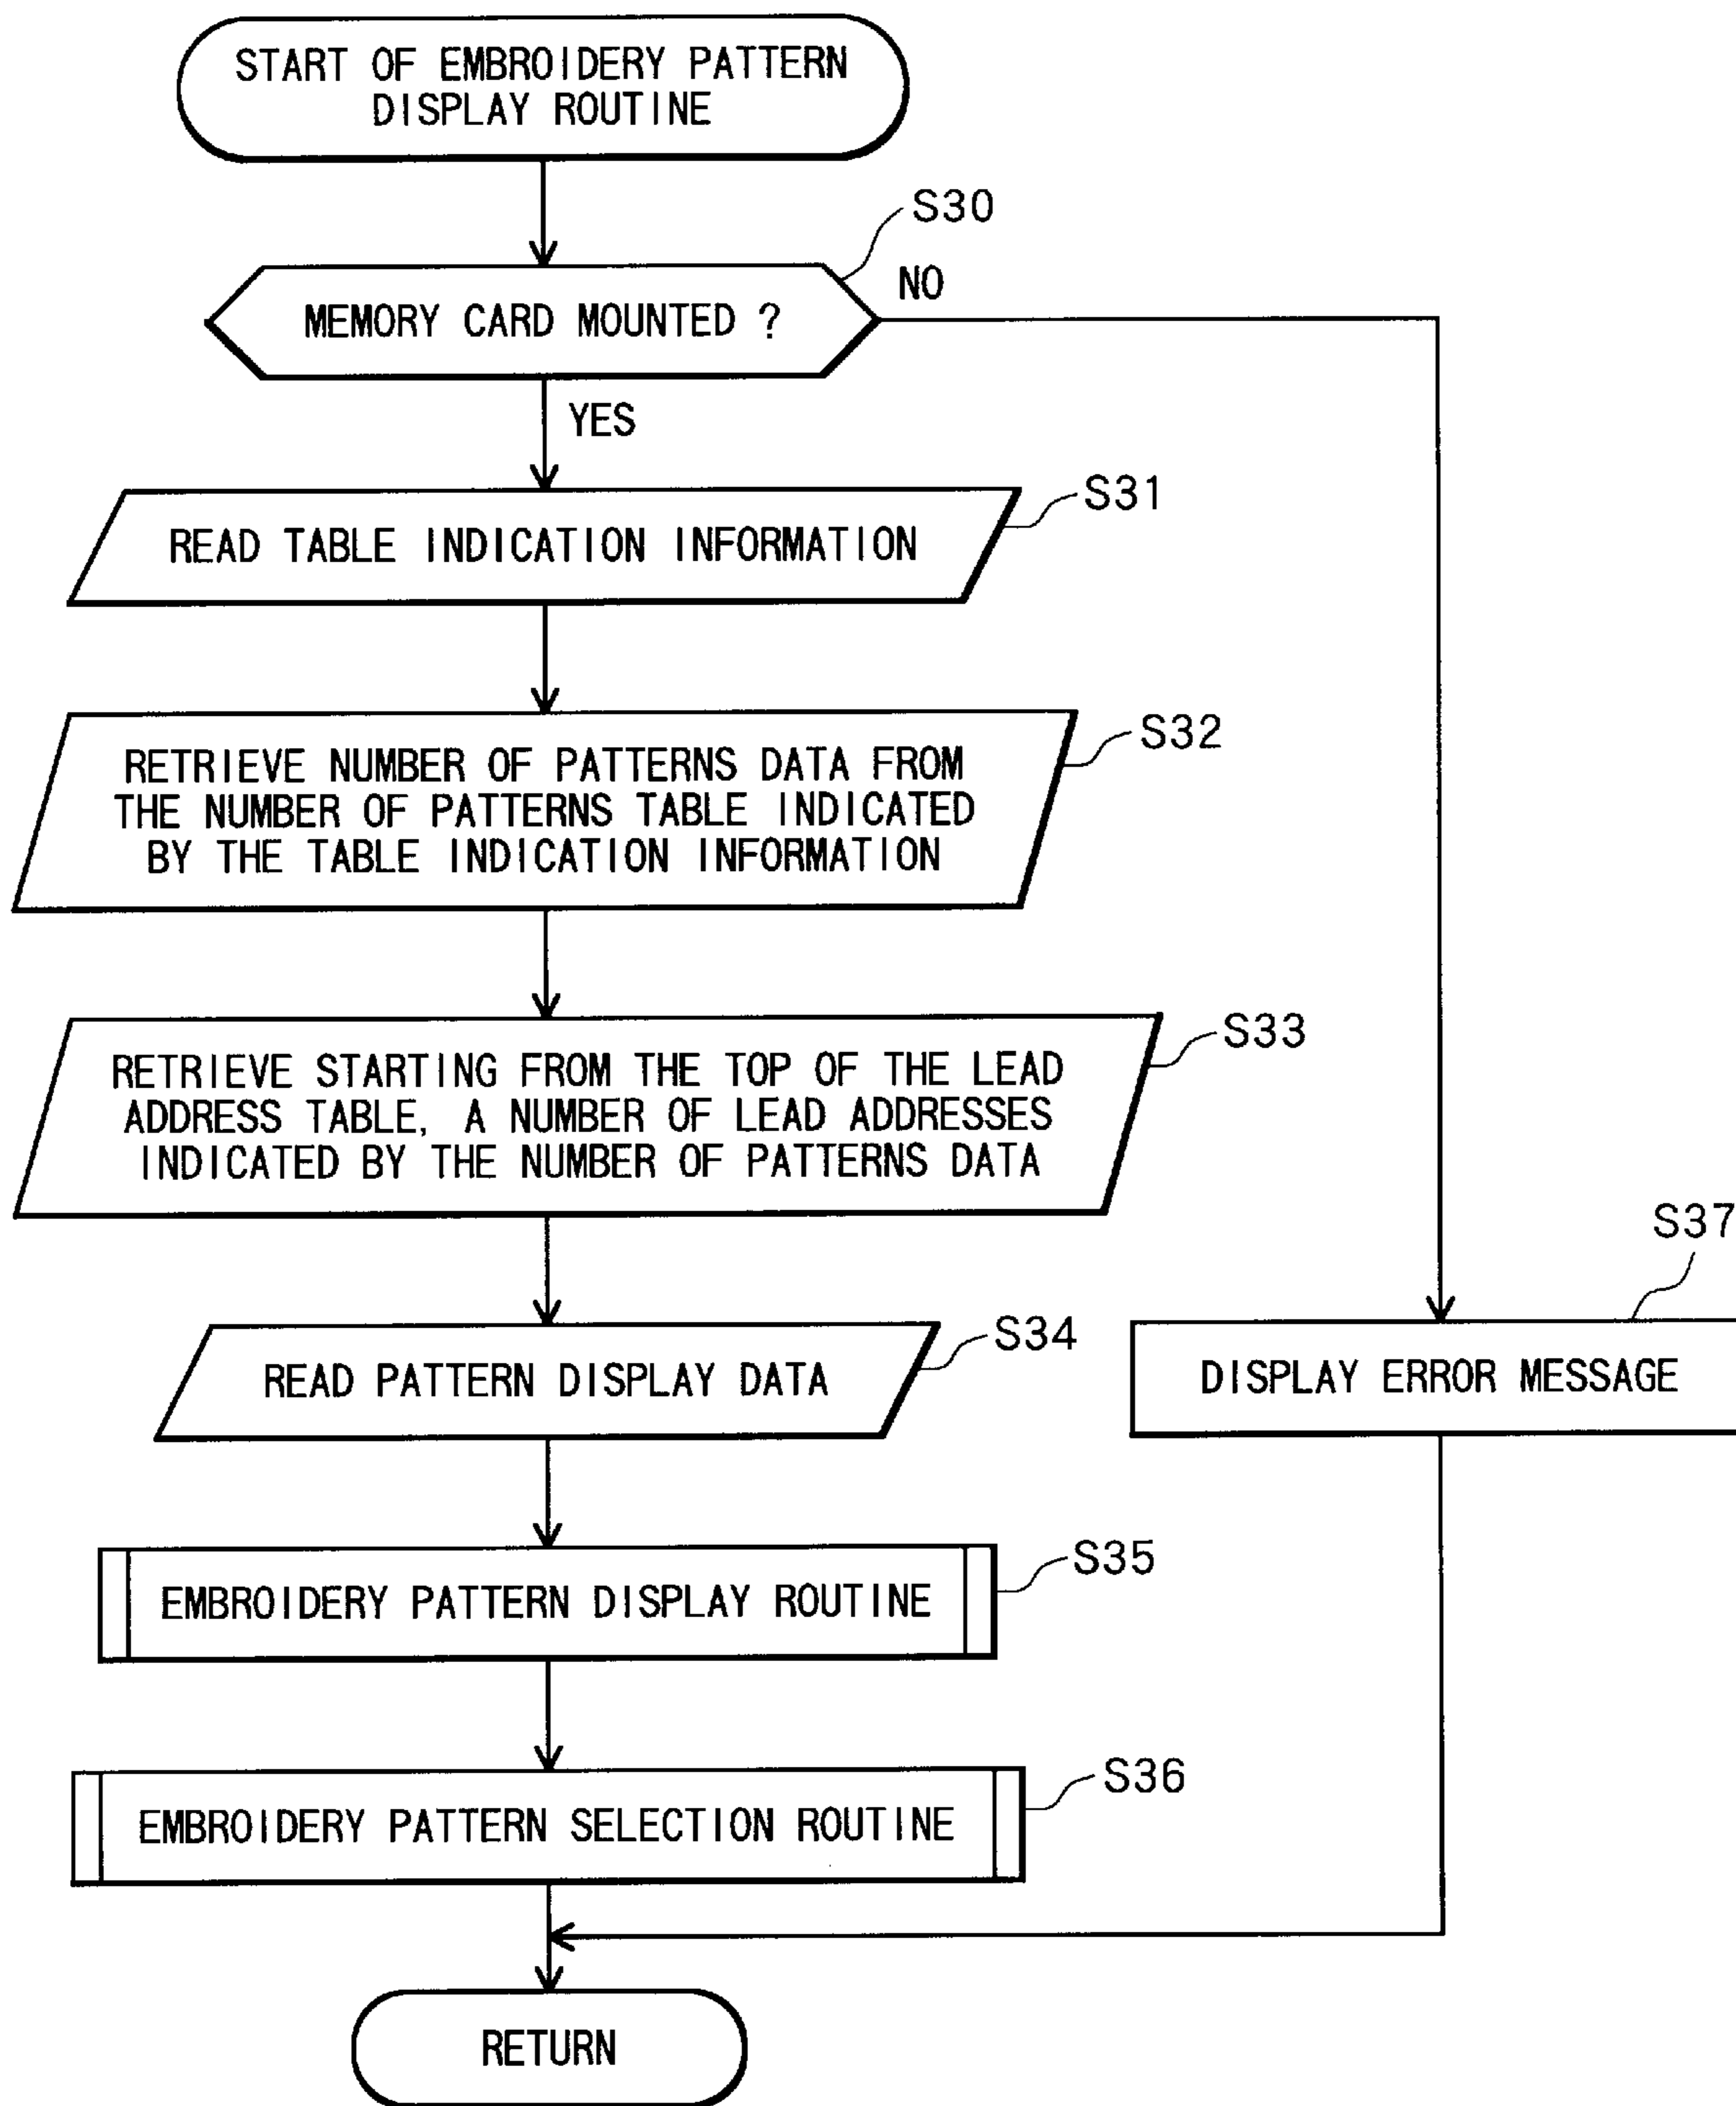 START OF EMBROIDERY PATTERN
DISPLAY ROUTINE
S30
MEMORY CARD MOUNTED ?
NO
YES
S31
READ TABLE INDICATION INFORMATION
S32
RETRIEVE NUMBER OF PATTERNS DATA FROM
THE NUMBER OF PATTERNS TABLE INDICATED
BY THE TABLE INDICATION INFORMATION
S33
RETRIEVE STARTING FROM THE TOP OF THE LEAD
ADDRESS TABLE, A NUMBER OF LEAD ADDRESSES
INDICATED BY THE NUMBER OF PATTERNS DATA
S37
S34
READ PATTERN DISPLAY DATA
DISPLAY ERROR MESSAGE
S35
EMBROIDERY PATTERN DISPLAY ROUTINE
S36
EMBROIDERY PATTERN SELECTION ROUTINE
RETURN